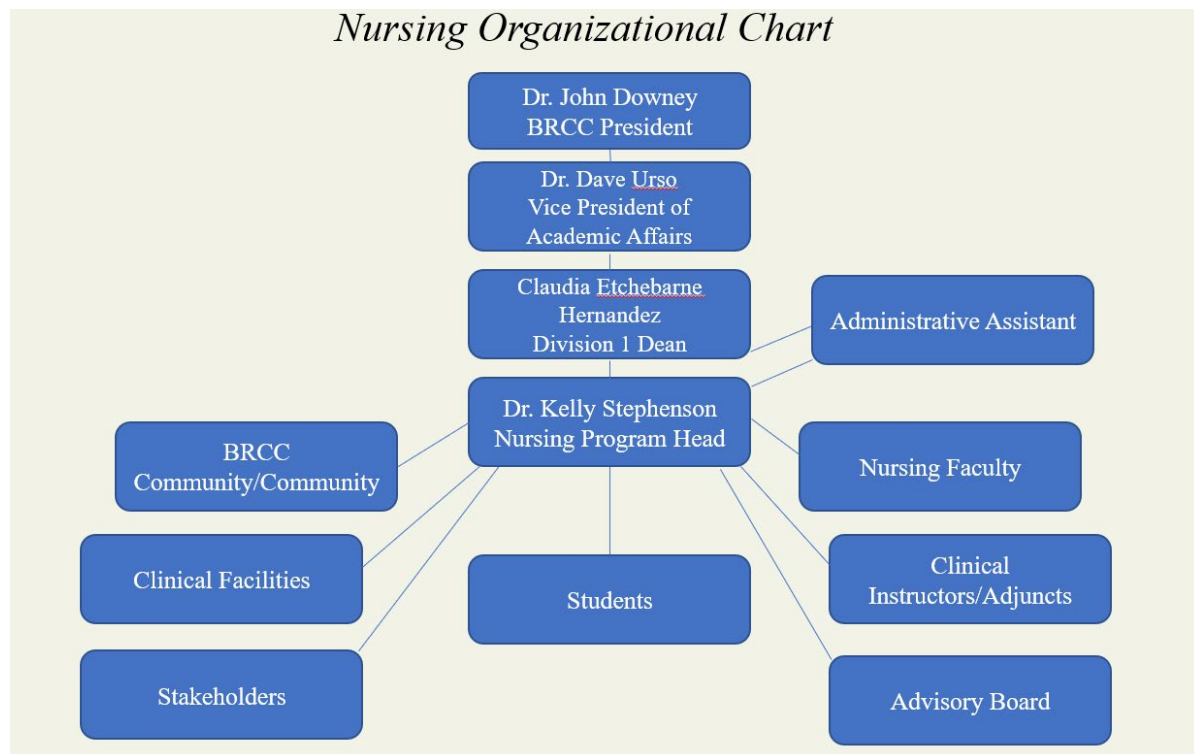 Nursing Organizational Chart
Dr. John Downey
BRCC President
Dr. Dave Urso
Vice President of
Academic Affairs
Claudia Etchebarne
Hernandez
Division 1 Dean
Administrative Assistant
Dr. Kelly Stephenson
Nursing Program Head
BRCC
Community/Community
Nursing Faculty
Clinical Facilities
Students
Clinical
Instructors/Adjuncts
Stakeholders
Advisory Board